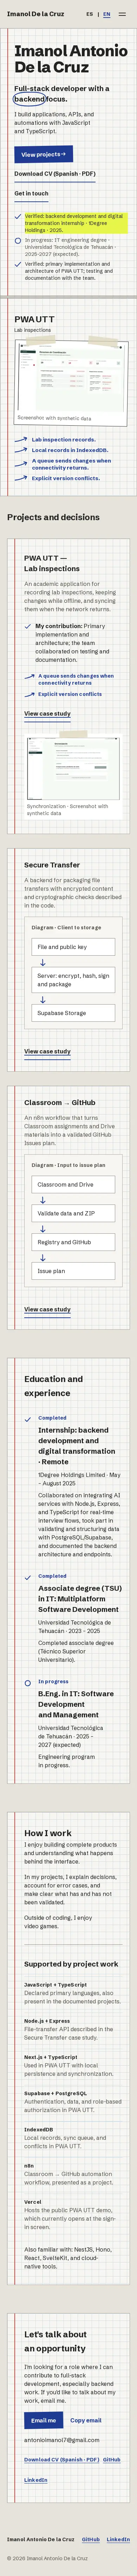 Imanol De la Cruz
ES | EN
Imanol Antonio
De la Cruz
Full-stack developer with a
backend focus.
I build applications, APIs, and
automations with JavaScript
and TypeScript.
View projects →
Download CV (Spanish · PDF)
Get in touch
Verified: backend development and digital
transformation internship · 1Degree
Holdings · 2025.
In progress: IT engineering degree ·
Universidad Tecnológica de Tehuacán ·
2025–2027 (expected).
Verified: primary implementation and
architecture of PWA UTT; testing and
documentation with the team.
PWA UTT
Lab inspections
Screenshot with synthetic data
Lab inspection records.
Local records in IndexedDB.
A queue sends changes when
connectivity returns.
Explicit version conflicts.
Projects and decisions
PWA UTT —
Lab inspections
An academic application for
recording lab inspections, keeping
changes while offline, and syncing
them when the network returns.
My contribution: Primary
implementation and
architecture; the team
collaborated on testing and
documentation.
A queue sends changes when
connectivity returns
Explicit version conflicts
View case study
Synchronization · Screenshot with
synthetic data
Secure Transfer
A backend for packaging file
transfers with encrypted content
and cryptographic checks described
in the code.
Diagram · Client to storage
File and public key
Server: encrypt, hash, sign
and package
Supabase Storage
View case study
Classroom → GitHub
An n8n workflow that turns
Classroom assignments and Drive
materials into a validated GitHub
Issues plan.
Diagram · Input to issue plan
Classroom and Drive
Validate data and ZIP
Registry and GitHub
Issue plan
View case study
Education and
experience
Completed
Internship: backend
development and
digital transformation
· Remote
1Degree Holdings Limited · May
– August 2025
Collaborated on integrating AI
services with Node.js, Express,
and TypeScript for real-time
interview fixes, took part in
validating and structuring data
with PostgreSQL/Supabase,
and documented the backend
architecture and endpoints.
Completed
Associate degree (TSU)
in IT: Multiplatform
Software Development
Universidad Tecnológica de
Tehuacán · 2023 – 2025
Completed associate degree
(Técnico Superior
Universitario).
In progress
B.Eng. in IT: Software
Development
and Management
Universidad Tecnológica
de Tehuacán · 2025 –
2027 (expected)
Engineering program
in progress.
How I work
I enjoy building complete products
and understanding what happens
behind the interface.
In my projects, I explain decisions,
account for error cases, and
make clear what has and has not
been validated.
Outside of coding, I enjoy
video games.
Supported by project work
JavaScript + TypeScript
Declared primary languages, also
present in the documented projects.
Node.js + Express
File-transfer API described in the
Secure Transfer case study.
Next.js + TypeScript
Used in PWA UTT with local
persistence and synchronization.
Supabase + PostgreSQL
Authentication, data, and role-based
authorization in PWA UTT.
IndexedDB
Local records, sync queue, and
conflicts in PWA UTT.
n8n
Classroom → GitHub automation
workflow, presented as a project.
Vercel
Hosts the public PWA UTT demo,
which currently opens at the sign-
in screen.
Also familiar with: NestJS, Hono,
React, SvelteKit, and cloud-
native tools.
Let's talk about
an opportunity
I'm looking for a role where I can
contribute to full-stack
development, especially backend
work. If you'd like to talk about my
work, email me.
Email me
Copy email
antonioimanol7@gmail.com
Download CV (Spanish · PDF) GitHub
LinkedIn
Imanol Antonio De la Cruz GitHub LinkedIn
© 2026 Imanol Antonio De la Cruz